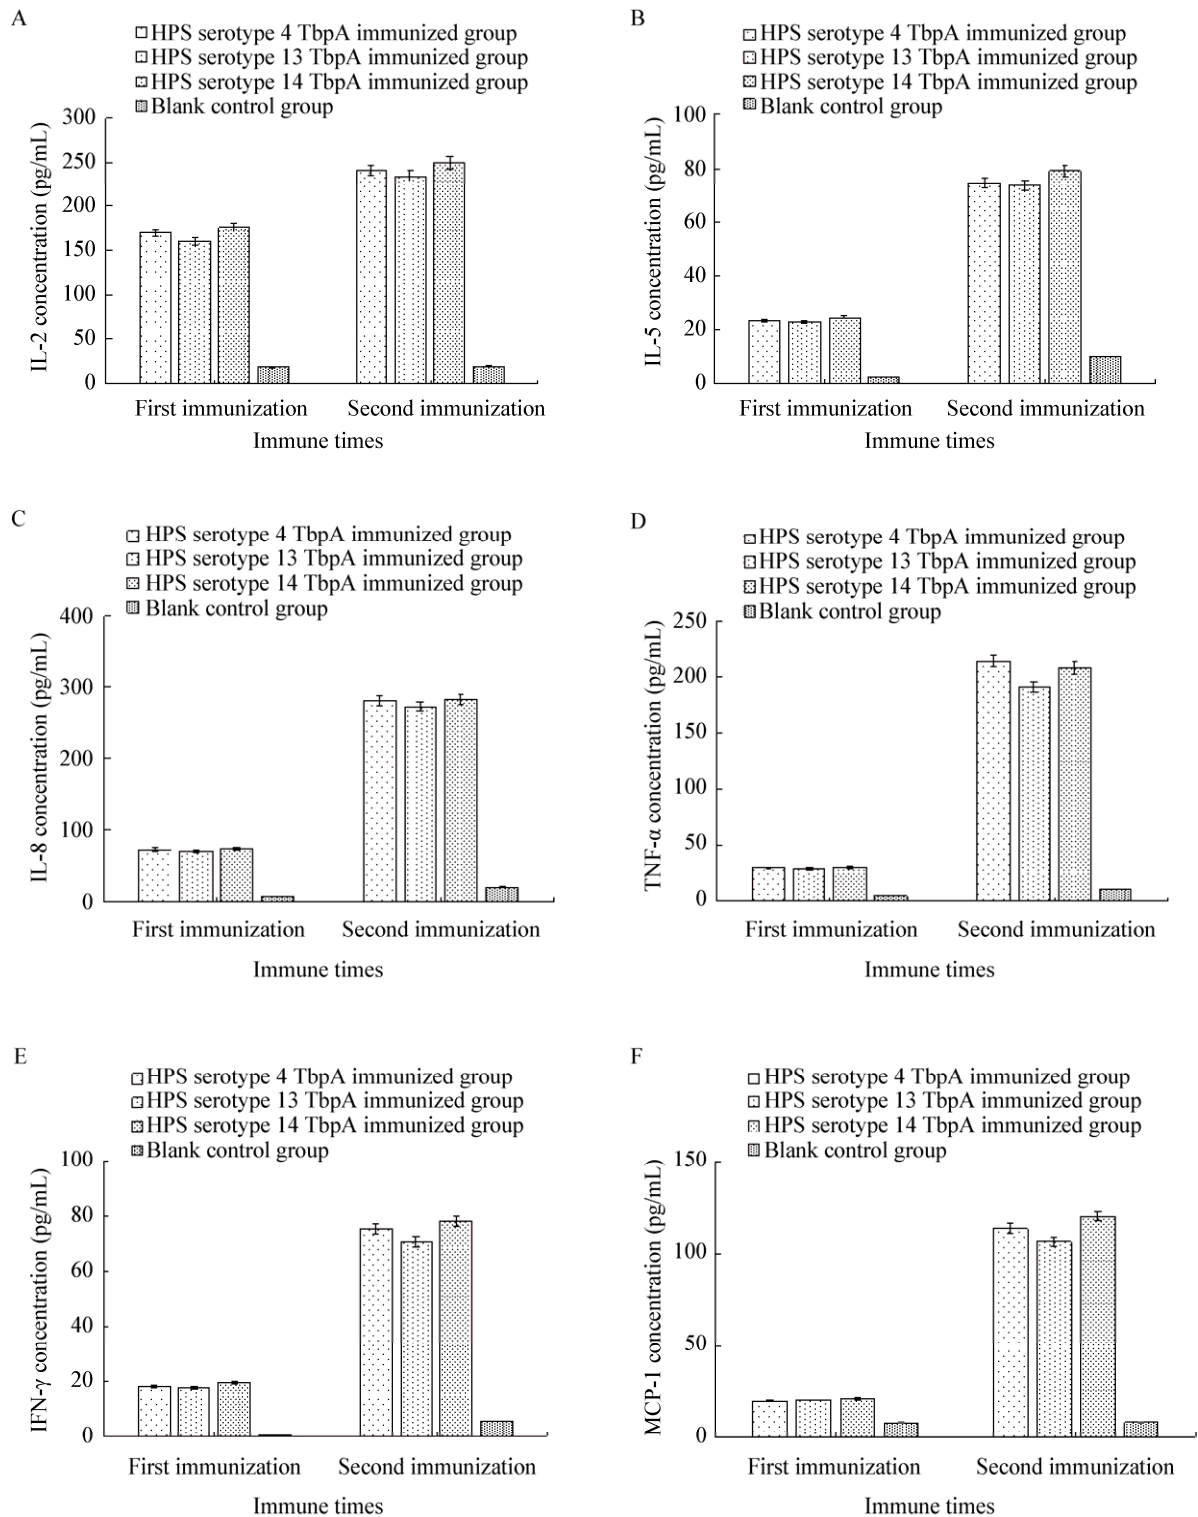 A
HPS serotype 4 TbpA immunized group
HPS serotype 13 TbpA immunized group
HPS serotype 14 TbpA immunized group
Blank control group
300
250
200
150
100
50
0
IL-2 concentration (pg/mL)
First immunization
Second immunization
Immune times
B
HPS serotype 4 TbpA immunized group
HPS serotype 13 TbpA immunized group
HPS serotype 14 TbpA immunized group
Blank control group
100
80
60
40
20
0
IL-5 concentration (pg/mL)
First immunization
Second immunization
Immune times
C
HPS serotype 4 TbpA immunized group
HPS serotype 13 TbpA immunized group
HPS serotype 14 TbpA immunized group
Blank control group
400
300
200
100
0
IL-8 concentration (pg/mL)
First immunization
Second immunization
Immune times
D
HPS serotype 4 TbpA immunized group
HPS serotype 13 TbpA immunized group
HPS serotype 14 TbpA immunized group
Blank control group
250
200
150
100
50
0
TNF-α concentration (pg/mL)
First immunization
Second immunization
Immune times
E
HPS serotype 4 TbpA immunized group
HPS serotype 13 TbpA immunized group
HPS serotype 14 TbpA immunized group
Blank control group
100
80
60
40
20
0
IFN-γ concentration (pg/mL)
First immunization
Second immunization
Immune times
F
HPS serotype 4 TbpA immunized group
HPS serotype 13 TbpA immunized group
HPS serotype 14 TbpA immunized group
Blank control group
150
100
50
0
MCP-1 concentration (pg/mL)
First immunization
Second immunization
Immune times